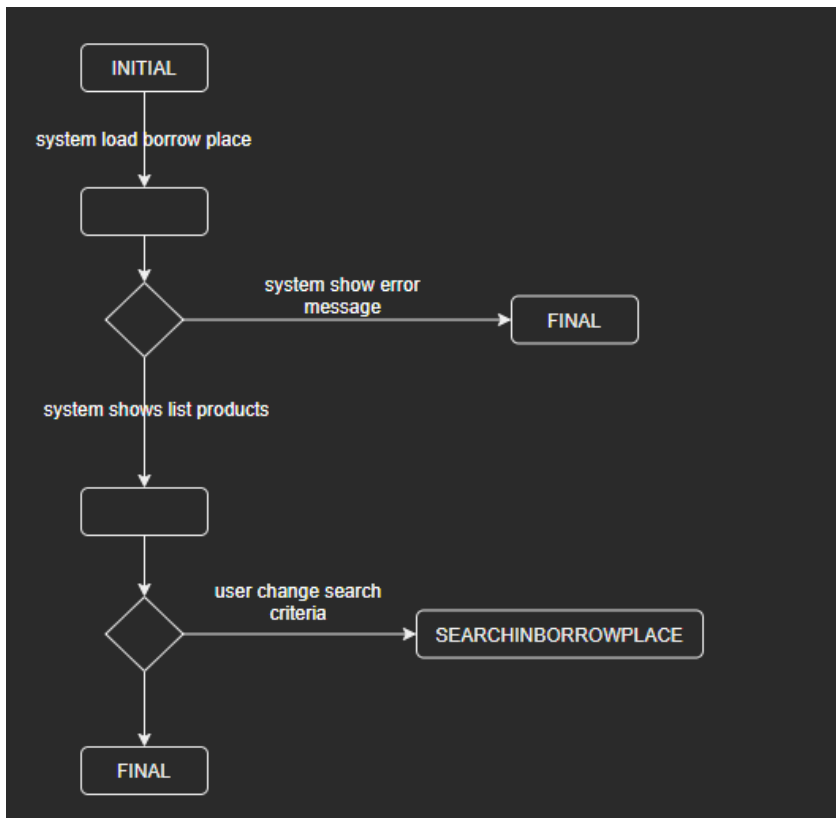 INITIAL
system load borrow place
system show error
message
FINAL
system shows list products
user change search
criteria
SEARCHINBORROWPLACE
FINAL